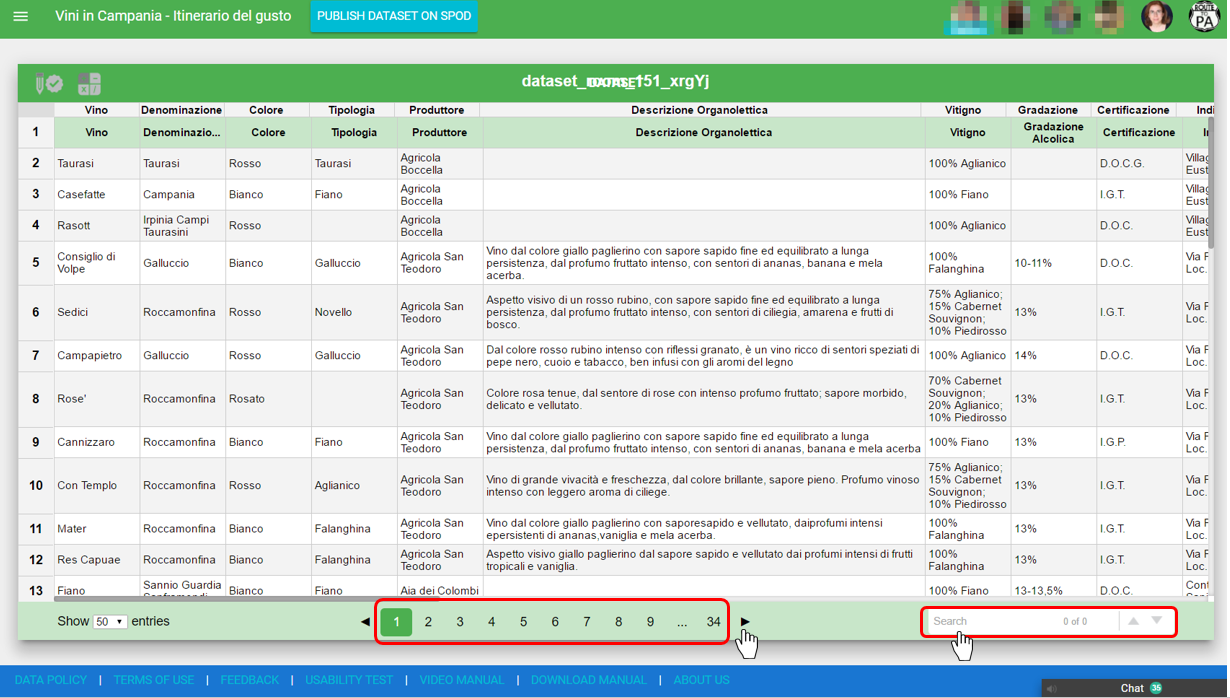 Vini in Campania - Itinerario del gusto PUBLISH DATASET ON SPOD ROUTE TO PA
dataset_room_151_xrgYj
DATASET
Vino Denominazione Colore Tipologia Produttore Descrizione Organolettica Vitigno Gradazione Certificazione Indi
1 Vino Denominazio... Colore Tipologia Produttore Descrizione Organolettica Vitigno Gradazione Alcolica Certificazione
2 Taurasi Taurasi Rosso Taurasi Agricola Boccella 100% Aglianico D.O.C.G. Villag Eust
3 Casefatte Campania Bianco Fiano Agricola Boccella 100% Fiano I.G.T. Villag Eust
4 Rasott Irpinia Campi Taurasini Rosso Agricola Boccella 100% Aglianico D.O.C. Villag Eust
5 Consiglio di Volpe Galluccio Bianco Galluccio Agricola San Teodoro Vino dal colore giallo paglierino con sapore sapido fine ed equilibrato a lunga persistenza, dal profumo fruttato intenso, con sentori di ananas, banana e mela acerba. 100% Falanghina 10-11% D.O.C. Via F Loc.
6 Sedici Roccamonfina Rosso Novello Agricola San Teodoro Aspetto visivo di un rosso rubino, con sapore sapido fine ed equilibrato a lunga persistenza, dal profumo fruttato intenso, con sentori di ciliegia, amarena e frutti di bosco. 75% Aglianico; 15% Cabernet Souvignon; 10% Piedirosso 13% I.G.T. Via F Loc.
7 Campapietro Galluccio Rosso Galluccio Agricola San Teodoro Dal colore rosso rubino intenso con riflessi granato, è un vino ricco di sentori speziati di pepe nero, cuoio e tabacco, ben infusi con gli aromi del legno 100% Aglianico 14% D.O.C. Via F Loc.
8 Rose' Roccamonfina Rosato Agricola San Teodoro Colore rosa tenue, dal sentore di rose con intenso profumo fruttato; sapore morbido, delicato e vellutato. 70% Cabernet Souvignon; 20% Aglianico; 10% Piedirosso 13% I.G.T. Via F Loc.
9 Cannizzaro Roccamonfina Bianco Fiano Agricola San Teodoro Vino dal colore giallo paglierino con sapore sapido fine ed equilibrato a lunga persistenza, dal profumo fruttato intenso, con sentori di ananas, banana e mela acerba 100% Fiano 13% I.G.P. Via F Loc.
10 Con Templo Roccamonfina Rosso Aglianico Agricola San Teodoro Vino di grande vivacità e freschezza, dal colore brillante, sapore pieno. Profumo vinoso intenso con leggero aroma di ciliege. 75% Aglianico; 15% Cabernet Souvignon; 10% Piedirosso 13% I.G.T. Via F Loc.
11 Mater Roccamonfina Bianco Falanghina Agricola San Teodoro Vino dal colore giallo paglierino con saporesapido e vellutato, daiprofumi intensi epersistenti di ananas,vaniglia e mela acerba. 100% Falanghina 13% I.G.T. Via F Loc.
12 Res Capuae Roccamonfina Bianco Falanghina Agricola San Teodoro Aspetto visivo giallo paglierino dal sapore sapido e vellutato dai profumi intensi di frutti tropicali e vaniglia. 100% Falanghina 13% I.G.T. Via F Loc.
13 Fiano Sannio Guardia Bianco Fiano Aia dei Colombi 100% Fiano 13-13,5% D.O.C. Cont
Show 50 entries ◀ 1 2 3 4 5 6 7 8 9 ... 34 ▶ Search 0 of 0
DATA POLICY | TERMS OF USE | FEEDBACK | USABILITY TEST | VIDEO MANUAL | DOWNLOAD MANUAL | ABOUT US
Chat 35